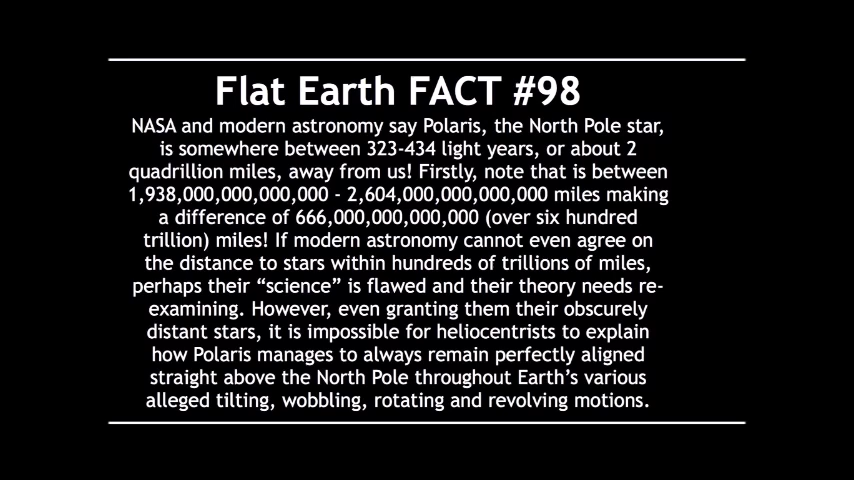 Flat Earth FACT #98
NASA and modern astronomy say Polaris, the North Pole star,
is somewhere between 323-434 light years, or about 2
quadrillion miles, away from us! Firstly, note that is between
1,938,000,000,000,000 - 2,604,000,000,000,000 miles making
a difference of 666,000,000,000,000 (over six hundred
trillion) miles! If modern astronomy cannot even agree on
the distance to stars within hundreds of trillions of miles,
perhaps their “science” is flawed and their theory needs re-
examining. However, even granting them their obscurely
distant stars, it is impossible for heliocentrists to explain
how Polaris manages to always remain perfectly aligned
straight above the North Pole throughout Earth’s various
alleged tilting, wobbling, rotating and revolving motions.